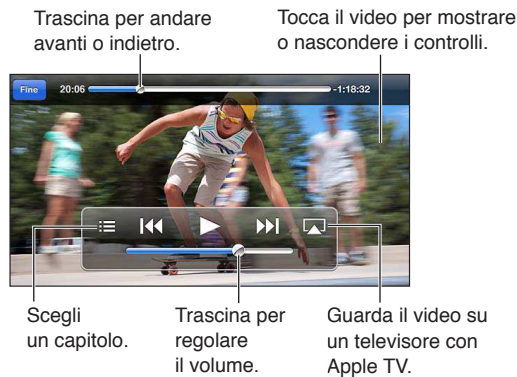 Trascina per andare
avanti o indietro.
Tocca il video per mostrare
o nascondere i controlli.
Fine 20:06 -1:18:32
Scegli
un capitolo.
Trascina per
regolare
il volume.
Guarda il video su
un televisore con
Apple TV.